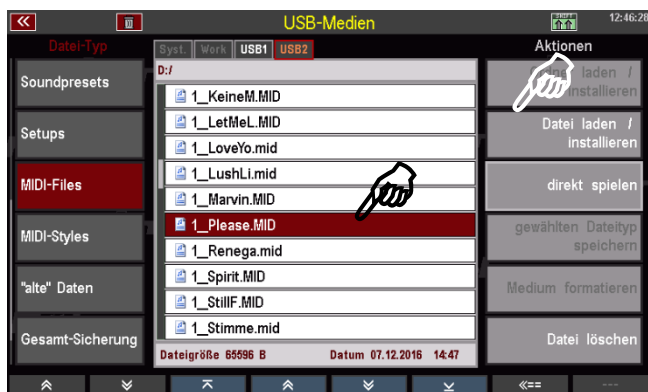 USB-Medien
SHIFT
12:46:28
Datei-Typ
Syst. Work USB1 USB2
Aktionen
D:/
Soundpresets
Setups
MIDI-Files
MIDI-Styles
"alte" Daten
Gesamt-Sicherung
1_KeineM.MID
1_LetMeL.MID
1_LoveYo.mid
1_LushLi.mid
1_Marvin.MID
1_Please.MID
1_Renega.mid
1_Spirit.MID
1_StillF.MID
1_Stimme.mid
Dateigröße 65596 B Datum 07.12.2016 14:47
laden /
installieren
Datei laden /
installieren
direkt spielen
gewählten Dateityp
speichern
Medium formatieren
Datei löschen
<==
---